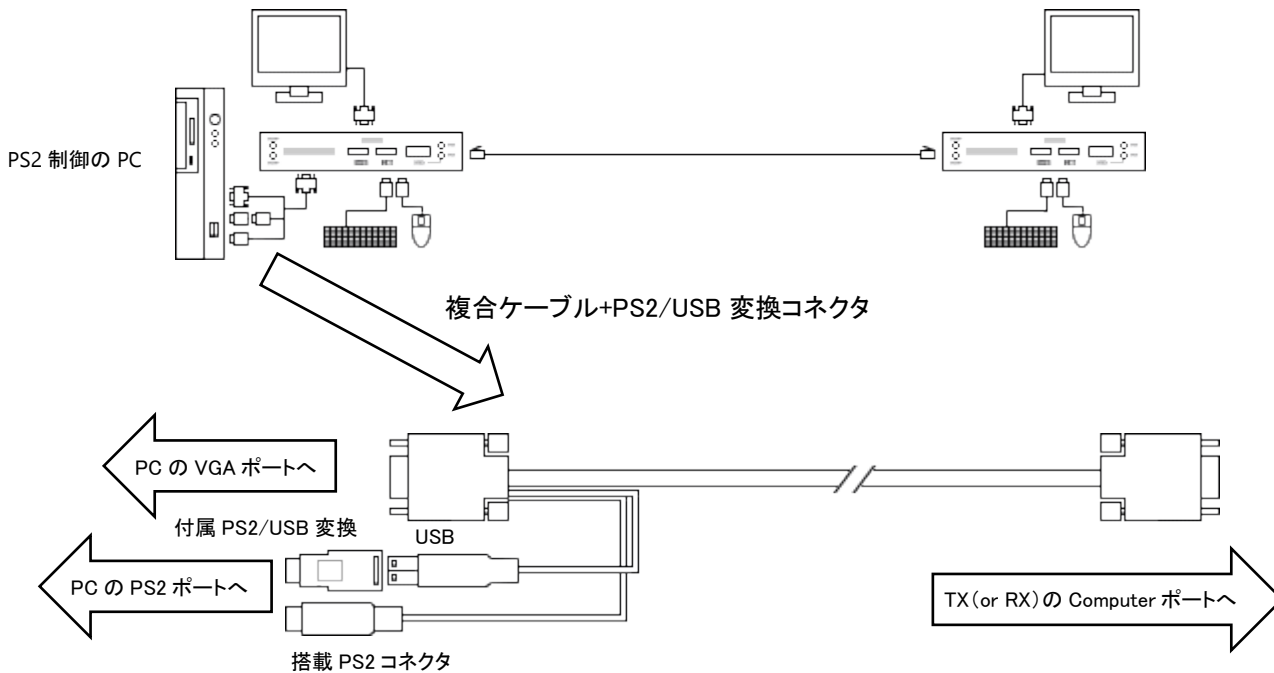 PS2 制御の PC
複合ケーブル+PS2/USB 変換コネクタ
PC の VGA ポートへ
付属 PS2/USB 変換
USB
PC の PS2 ポートへ
TX(or RX)の Computer ポートへ
搭載 PS2 コネクタ